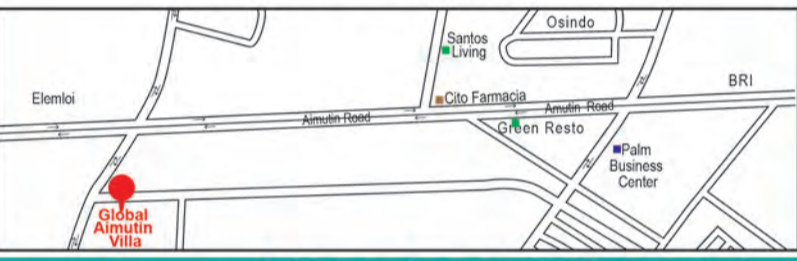 Osindo
Santos
Living
BRI
Elemloi
Cito Farmacia
Aimutin Road
Amutin Road
Green Resto
Palm
Business
Center
Global
Aimutin
Villa